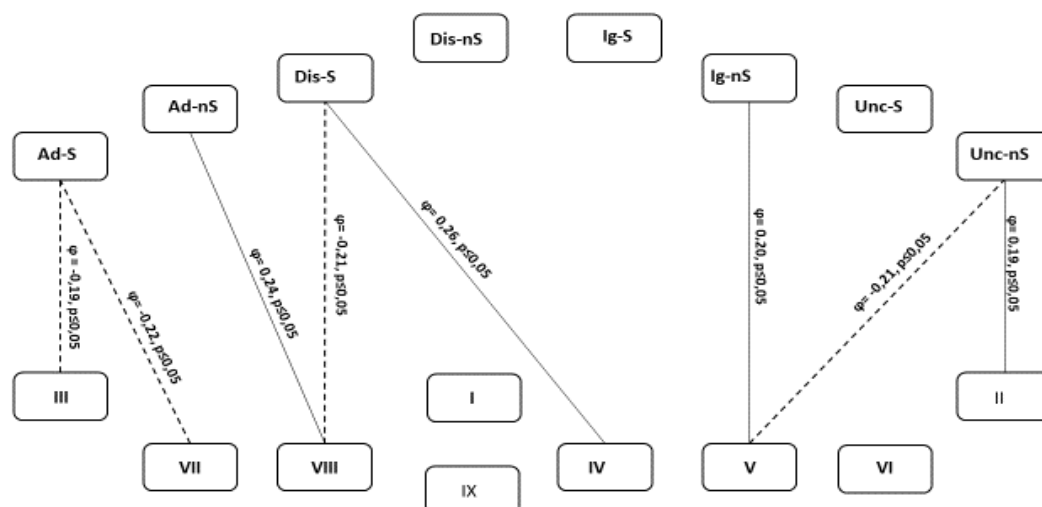 Dis-nS
Ig-S
Dis-S
Ig-nS
Ad-nS
Unc-S
Ad-S
Unc-nS
φ = -0,19, p≤0,05
φ= -0,22, p≤0,05
φ= 0,24, p≤0,05
φ= -0,21, p≤0,05
φ= 0,26, p≤0,05
φ= 0,20, p≤0,05
φ= -0,21, p≤0,05
φ= 0,19, p≤0,05
III
I
II
VII
VIII
IV
V
VI
IX